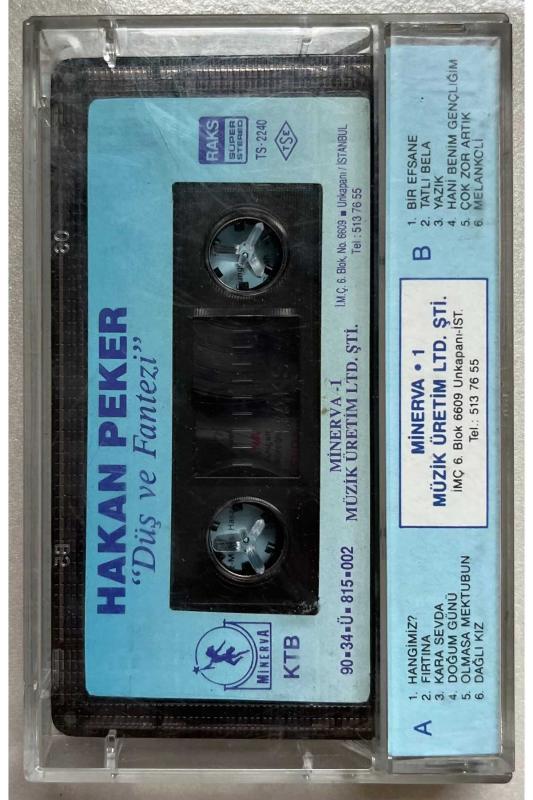 HAKAN PEKER
"Düş ve Fantezi"
MİNERVA
KTB
RAKS
SÜPER
STEREO
TS-2240
TSE
90▪34▪Ü▪815▪002
MİNERVA-1
MÜZİK ÜRETİM LTD. ŞTİ.
İ.M.Ç. 6. Blok, No. 6609 ▪ Unkapanı / İSTANBUL
Tel : 513 76 55
A
1. HANGİMİZ?
2. FIRTINA
3. KARA SEVDA
4. DOĞUM GÜNÜ
5. OLMASA MEKTUBUN
6. DAĞLI KIZ
MİNERVA • 1
MÜZİK ÜRETİM LTD. ŞTİ.
İMÇ 6. Blok 6609 Unkapanı-İST.
Tel.: 513 76 55
B
1. BİR EFSANE
2. TATLI BELA
3. YAZIK
4. HANİ BENİM GENÇLİĞİM
5. ÇOK ZOR ARTIK
6. MELANKOLİ